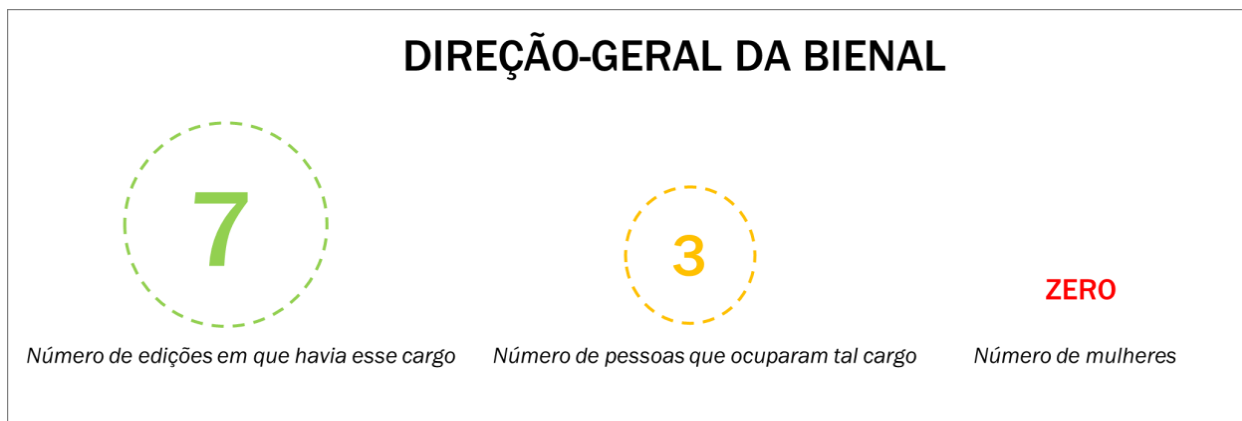 DIREÇÃO-GERAL DA BIENAL
7
3
ZERO
Número de edições em que havia esse cargo
Número de pessoas que ocuparam tal cargo
Número de mulheres